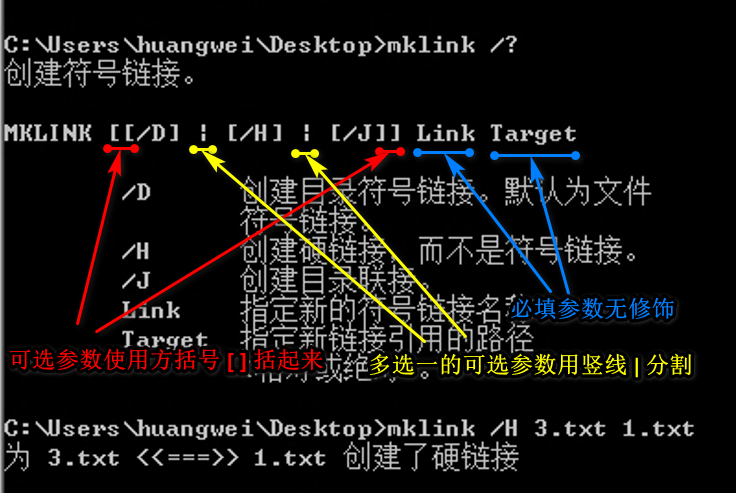 C:\Users\huangwei\Desktop>mklink /?
创建符号链接。
MKLINK [[/D] ¦ [/H] ¦ [/J]] Link Target
/D 创建目录符号链接。默认为文件
符号链接。
/H 创建硬链接 而不是符号链接。
/J 创建目录联接。
Link 指定新的符号链接名
必填参数无修饰
Target 指定新链接引用的路径
可选参数使用方括号 [ ] 括起来
多选一的可选参数用竖线 | 分割
C:\Users\huangwei\Desktop>mklink /H 3.txt 1.txt
为 3.txt <<===>> 1.txt 创建了硬链接